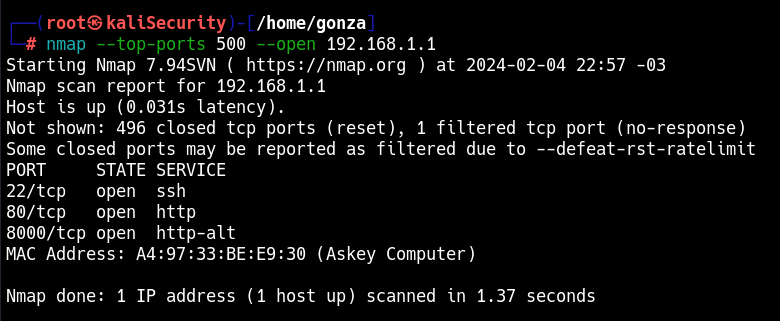 ┌──(root㉿kaliSecurity)-[/home/gonza]
└─# nmap --top-ports 500 --open 192.168.1.1
Starting Nmap 7.94SVN ( https://nmap.org ) at 2024-02-04 22:57 -03
Nmap scan report for 192.168.1.1
Host is up (0.031s latency).
Not shown: 496 closed tcp ports (reset), 1 filtered tcp port (no-response)
Some closed ports may be reported as filtered due to --defeat-rst-ratelimit
PORT     STATE SERVICE
22/tcp   open  ssh
80/tcp   open  http
8000/tcp open  http-alt
MAC Address: A4:97:33:BE:E9:30 (Askey Computer)

Nmap done: 1 IP address (1 host up) scanned in 1.37 seconds